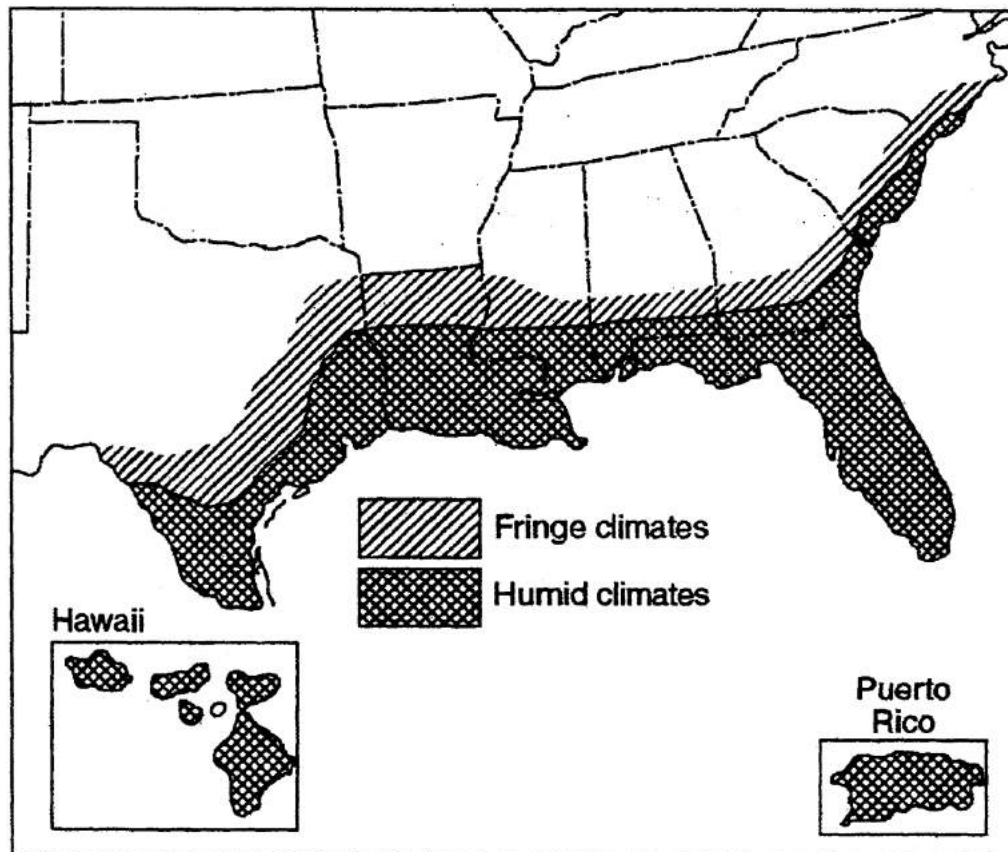 Fringe climates
Humid climates
Hawaii
Puerto
Rico